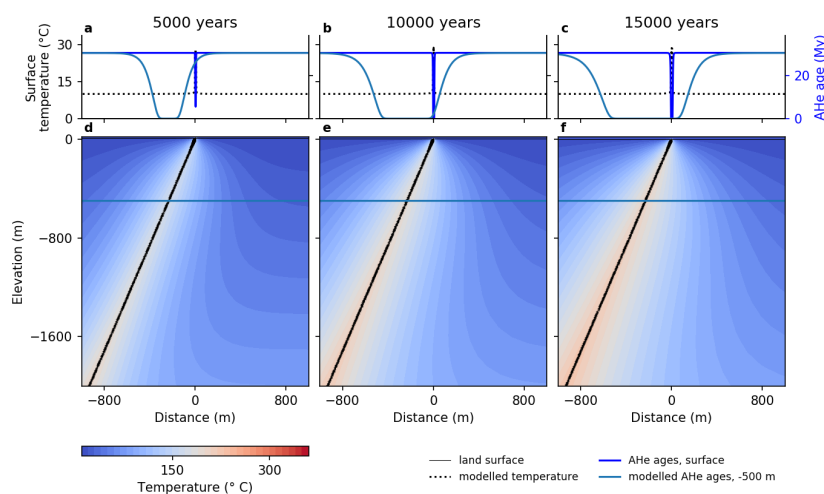 5000 years
10000 years
15000 years
a
b
c
30
15
0
Surface
temperature (°C)
20
0
AHe age (My)
d
e
f
0
−800
−1600
Elevation (m)
−800 0 800
−800 0 800
−800 0 800
Distance (m)
Distance (m)
Distance (m)
150 300
Temperature (° C)
land surface
modelled temperature
AHe ages, surface
modelled AHe ages, -500 m